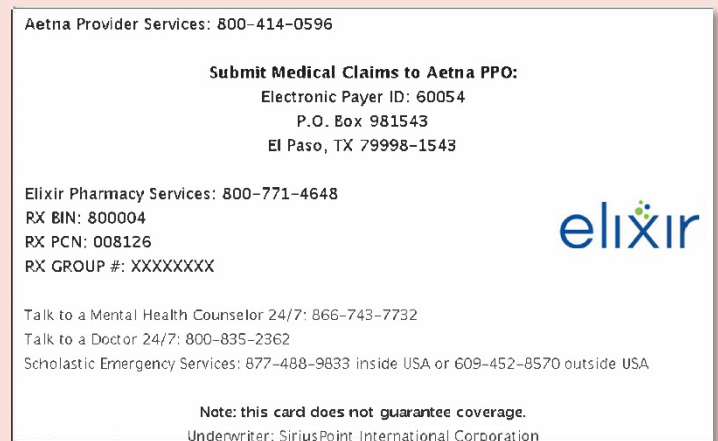 Aetna Provider Services: 800-414-0596
Submit Medical Claims to Aetna PPO:
Electronic Payer ID: 60054
P.O. Box 981543
El Paso, TX 79998-1543
Elixir Pharmacy Services: 800-771-4648
RX BIN: 800004
RX PCN: 008126
RX GROUP #: XXXXXXXX
elixir
Talk to a Mental Health Counselor 24/7: 866-743-7732
Talk to a Doctor 24/7: 800-835-2362
Scholastic Emergency Services: 877-488-9833 inside USA or 609-452-8570 outside USA
Note: this card does not guarantee coverage.
Underwriter: SiriusPoint International Corporation